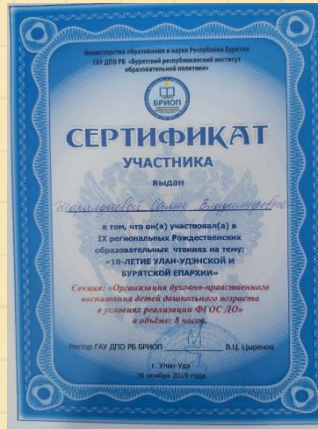 Министерство образования и науки Республики Бурятия
ГАУ ДПО РБ «Бурятский республиканский институт
образовательной политики»
БРИОП
СЕРТИФИКАТ
УЧАСТНИКА
выдан
Владимировне
в том, что он(а) участвовал(а) в
IX региональных Рождественских
образовательных чтениях на тему:
«10-ЛЕТИЕ УЛАН-УДЭНСКОЙ И
БУРЯТСКОЙ ЕПАРХИИ»
Секция: «Организация духовно-нравственного
воспитания детей дошкольного возраста
в условиях реализации ФГОС ДО»
в объёме: 8 часов.
Ректор ГАУ ДПО РБ БРИОП В.Ц. Цыренов
г. Улан-Удэ
26 ноября 2019 года